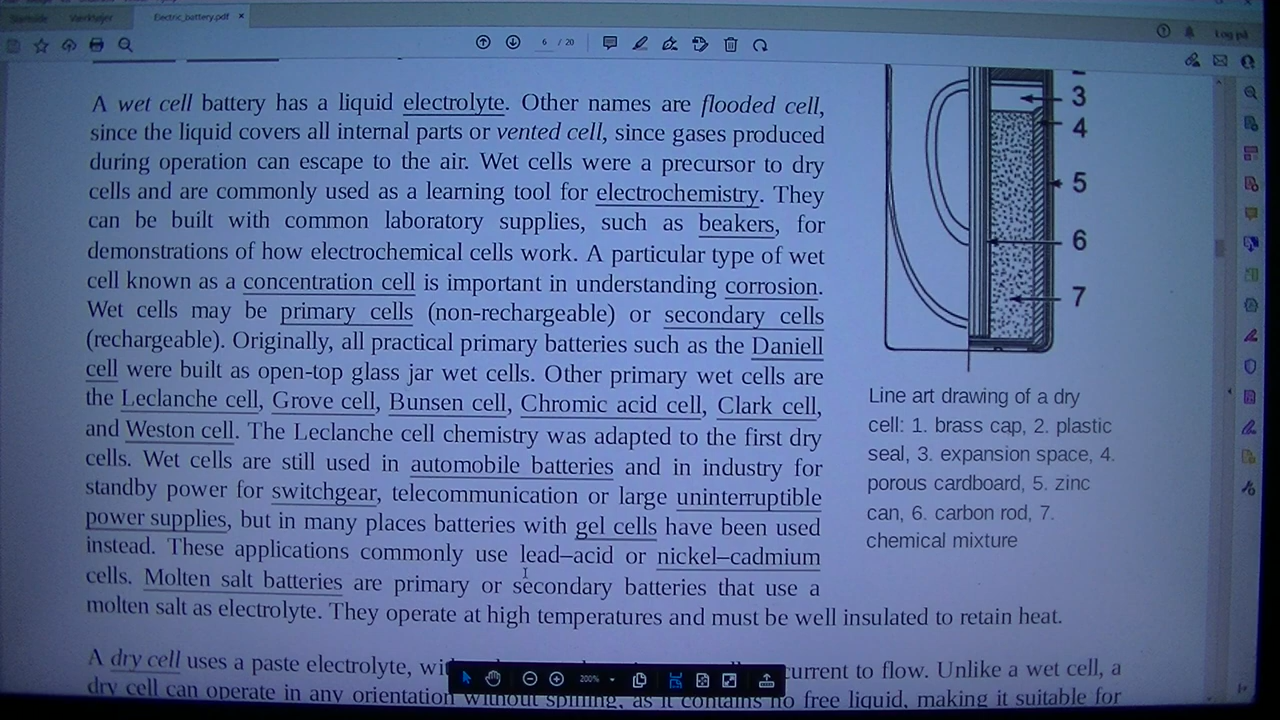 Startside Værktøjer Electric_battery.pdf ×
Log på
6 / 20
A wet cell battery has a liquid electrolyte. Other names are flooded cell,
since the liquid covers all internal parts or vented cell, since gases produced
during operation can escape to the air. Wet cells were a precursor to dry
cells and are commonly used as a learning tool for electrochemistry. They
can be built with common laboratory supplies, such as beakers, for
demonstrations of how electrochemical cells work. A particular type of wet
cell known as a concentration cell is important in understanding corrosion.
Wet cells may be primary cells (non-rechargeable) or secondary cells
(rechargeable). Originally, all practical primary batteries such as the Daniell
cell were built as open-top glass jar wet cells. Other primary wet cells are
the Leclanche cell, Grove cell, Bunsen cell, Chromic acid cell, Clark cell,
and Weston cell. The Leclanche cell chemistry was adapted to the first dry
cells. Wet cells are still used in automobile batteries and in industry for
standby power for switchgear, telecommunication or large uninterruptible
power supplies, but in many places batteries with gel cells have been used
instead. These applications commonly use lead–acid or nickel–cadmium
cells. Molten salt batteries are primary or secondary batteries that use a
molten salt as electrolyte. They operate at high temperatures and must be well insulated to retain heat.
3
4
5
6
7
Line art drawing of a dry
cell: 1. brass cap, 2. plastic
seal, 3. expansion space, 4.
porous cardboard, 5. zinc
can, 6. carbon rod, 7.
chemical mixture
A dry cell uses a paste electrolyte, current to flow. Unlike a wet cell, a
dry cell can operate in any orientation without spilling, as it contains no free liquid, making it suitable for
200%